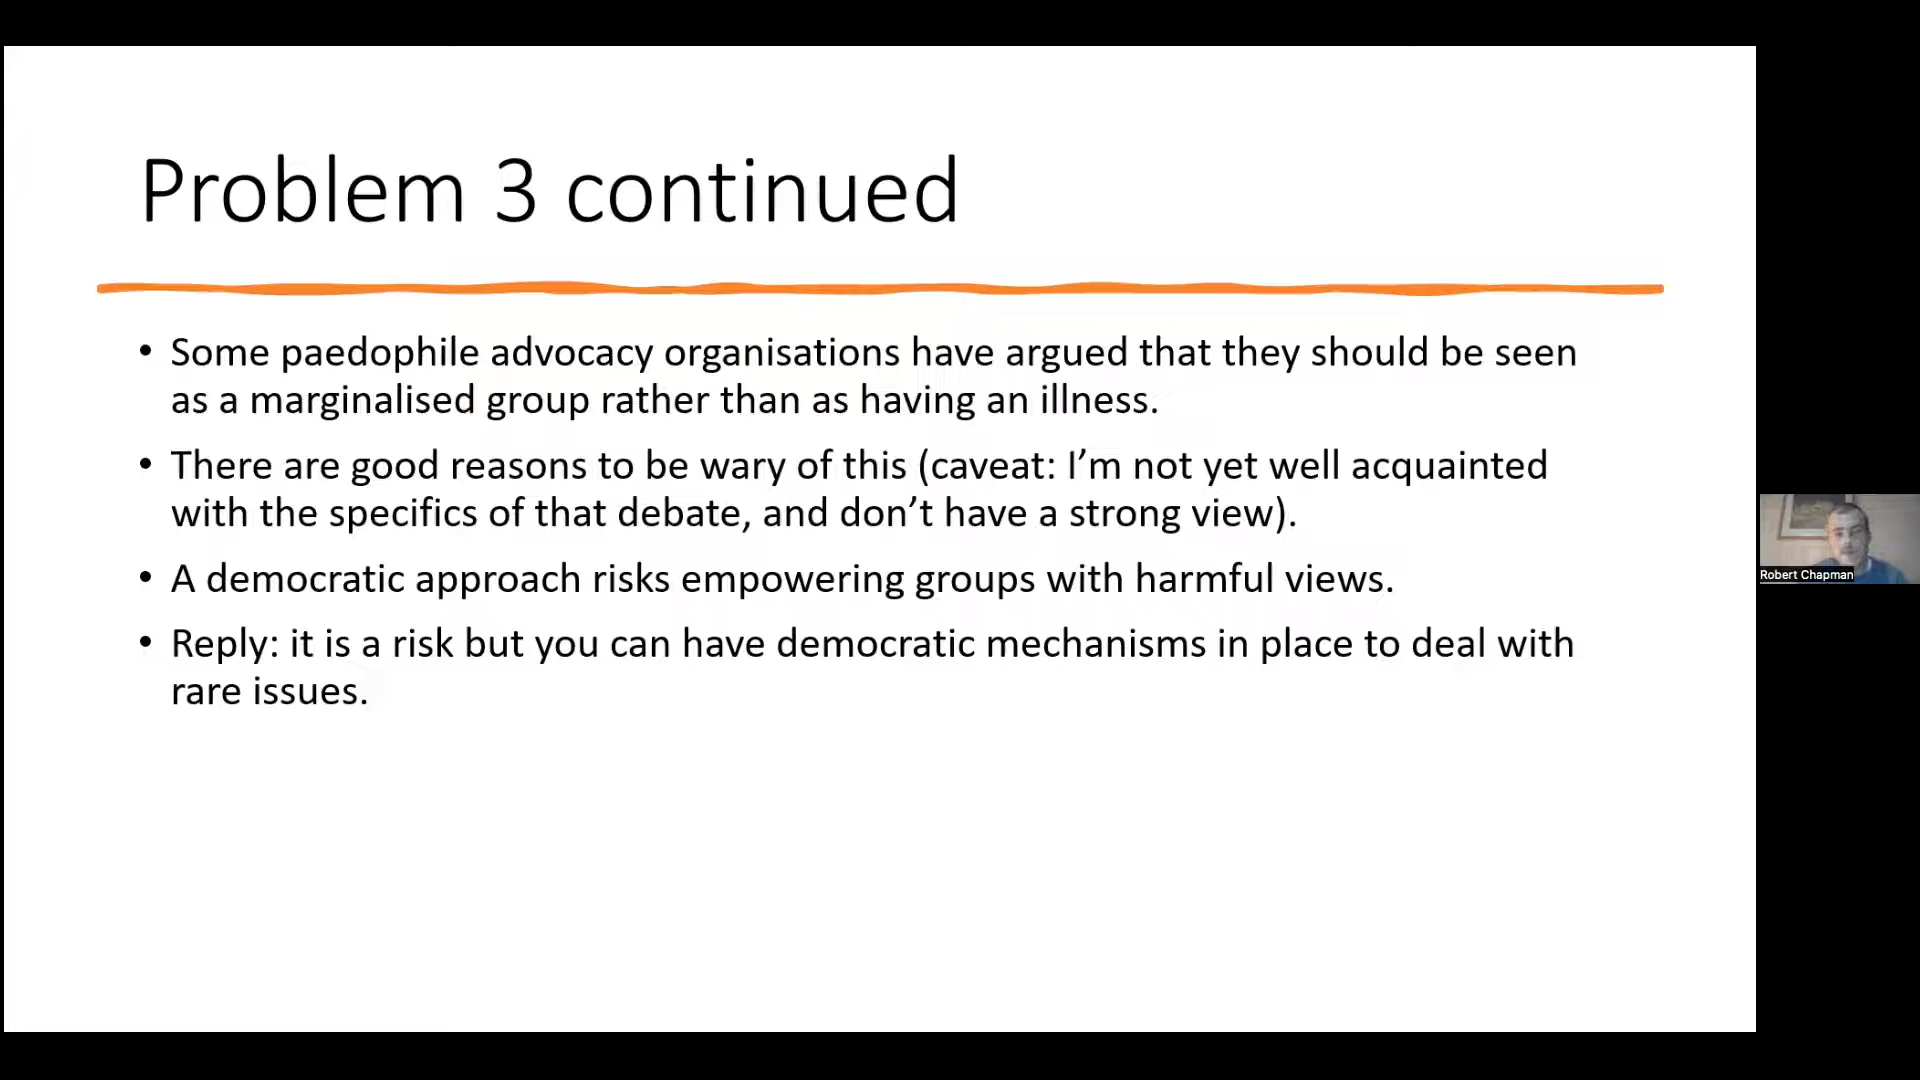 Problem 3 continued
• Some paedophile advocacy organisations have argued that they should be seen
as a marginalised group rather than as having an illness.
• There are good reasons to be wary of this (caveat: I’m not yet well acquainted
with the specifics of that debate, and don’t have a strong view).
• A democratic approach risks empowering groups with harmful views.
• Reply: it is a risk but you can have democratic mechanisms in place to deal with
rare issues.
Robert Chapman